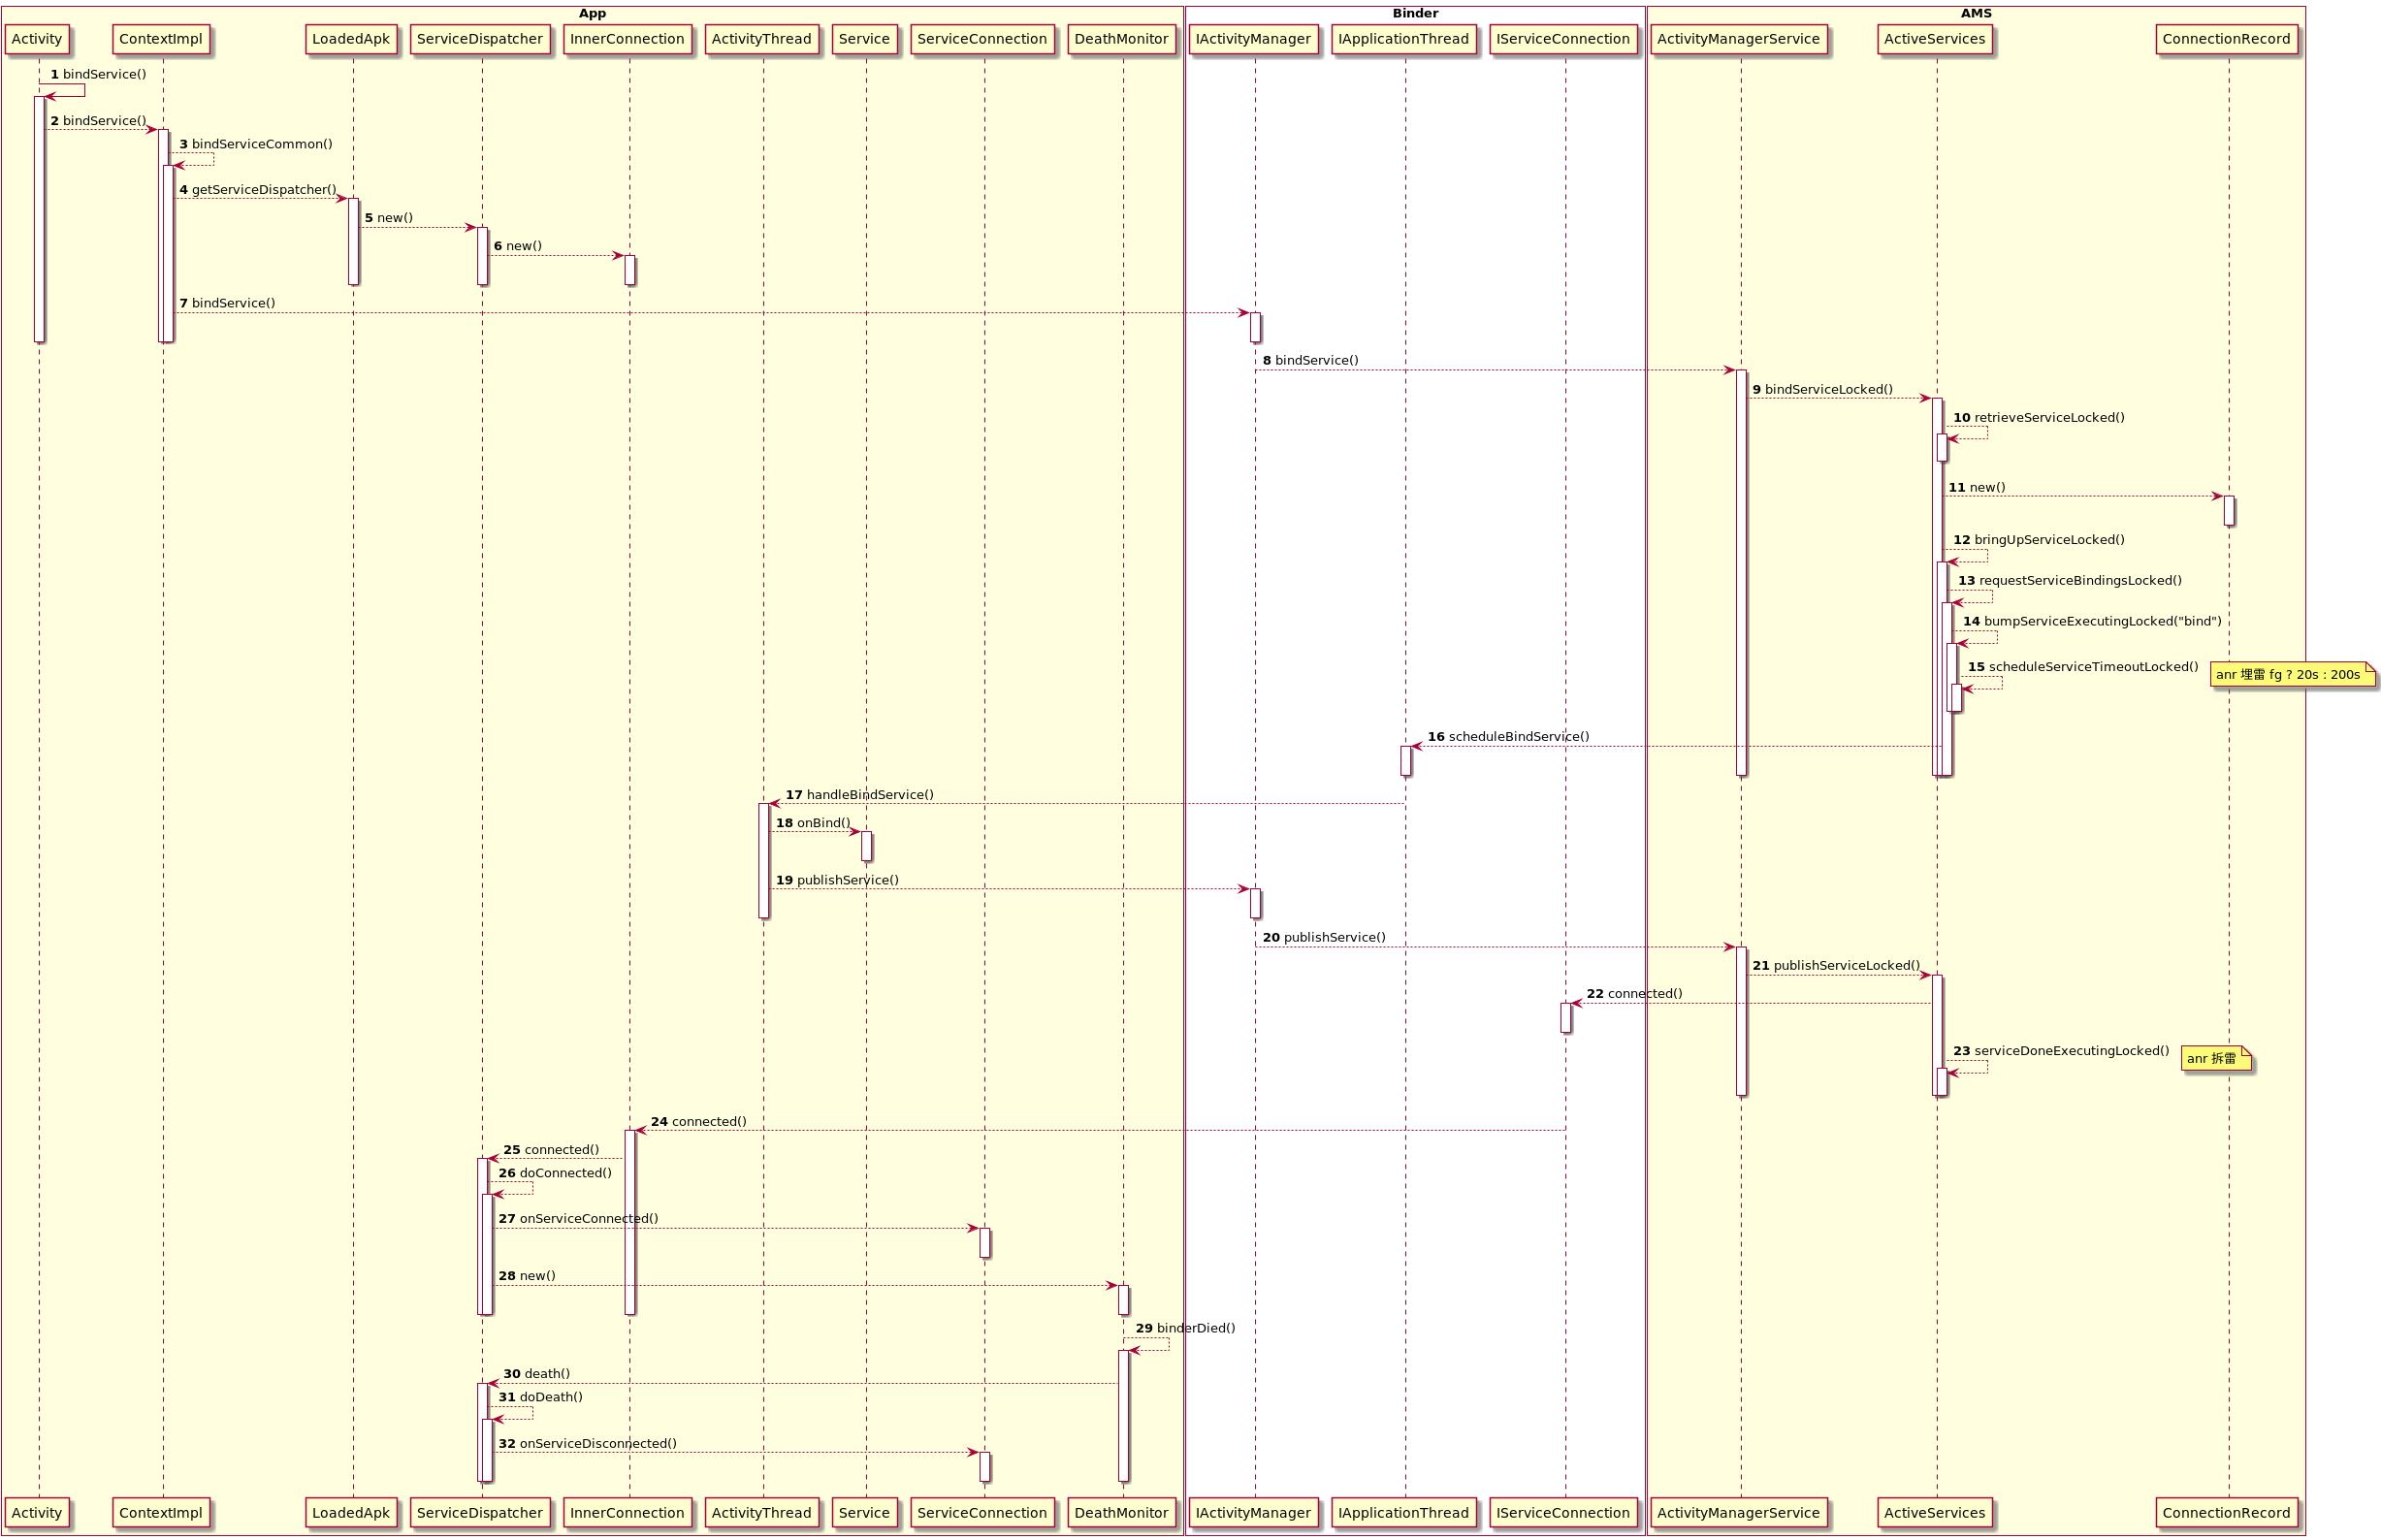 App
Binder
AMS
Activity
ContextImpl
LoadedApk
ServiceDispatcher
InnerConnection
ActivityThread
Service
ServiceConnection
DeathMonitor
IActivityManager
IApplicationThread
IServiceConnection
ActivityManagerService
ActiveServices
ConnectionRecord
1 bindService()
2 bindService()
3 bindServiceCommon()
4 getServiceDispatcher()
5 new()
6 new()
7 bindService()
8 bindService()
9 bindServiceLocked()
10 retrieveServiceLocked()
11 new()
12 bringUpServiceLocked()
13 requestServiceBindingsLocked()
14 bumpServiceExecutingLocked("bind")
15 scheduleServiceTimeoutLocked()
anr 埋雷 fg ? 20s : 200s
16 scheduleBindService()
17 handleBindService()
18 onBind()
19 publishService()
20 publishService()
21 publishServiceLocked()
22 connected()
23 serviceDoneExecutingLocked()
anr 拆雷
24 connected()
25 connected()
26 doConnected()
27 onServiceConnected()
28 new()
29 binderDied()
30 death()
31 doDeath()
32 onServiceDisconnected()
Activity
ContextImpl
LoadedApk
ServiceDispatcher
InnerConnection
ActivityThread
Service
ServiceConnection
DeathMonitor
IActivityManager
IApplicationThread
IServiceConnection
ActivityManagerService
ActiveServices
ConnectionRecord